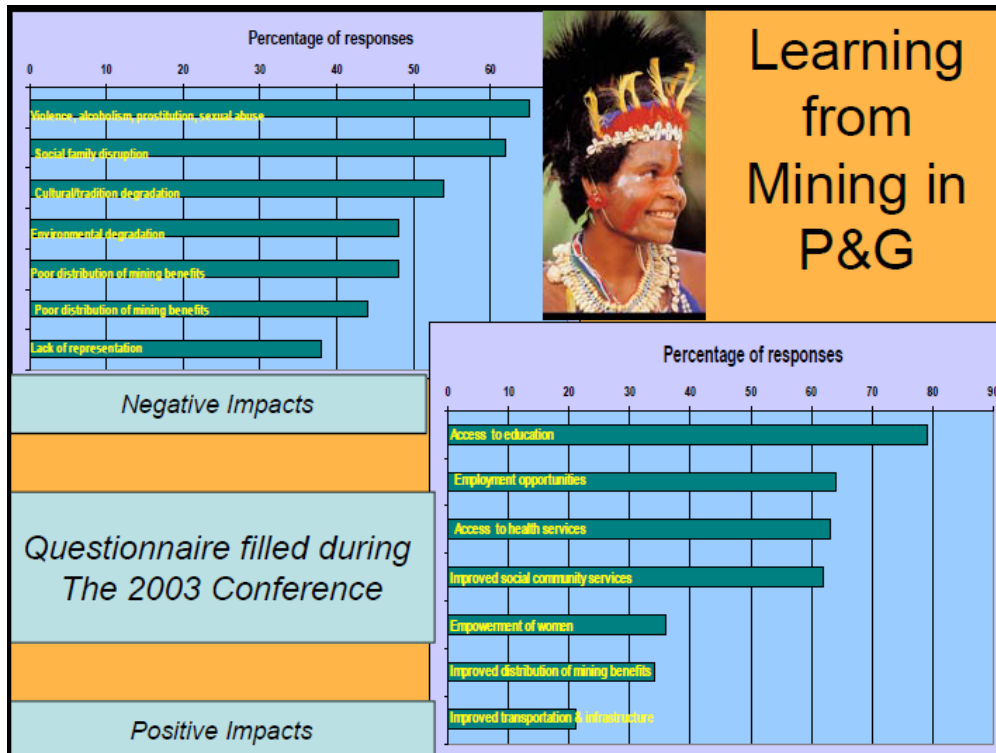 Percentage of responses
0 10 20 30 40 50 60
Violence, alcoholism, prostitution, sexual abuse
Social family disruption
Cultural/tradition degradation
Environmental degradation
Poor distribution of mining benefits
Poor distribution of mining benefits
Lack of representation
Learning
from
Mining in
P&G
Negative Impacts
Percentage of responses
0 10 20 30 40 50 60 70 80 90
Access to education
Employment opportunities
Access to health services
Improved social community services
Empowerment of women
Improved distribution of mining benefits
Improved transportation & infrastructure
Questionnaire filled during
The 2003 Conference
Positive Impacts